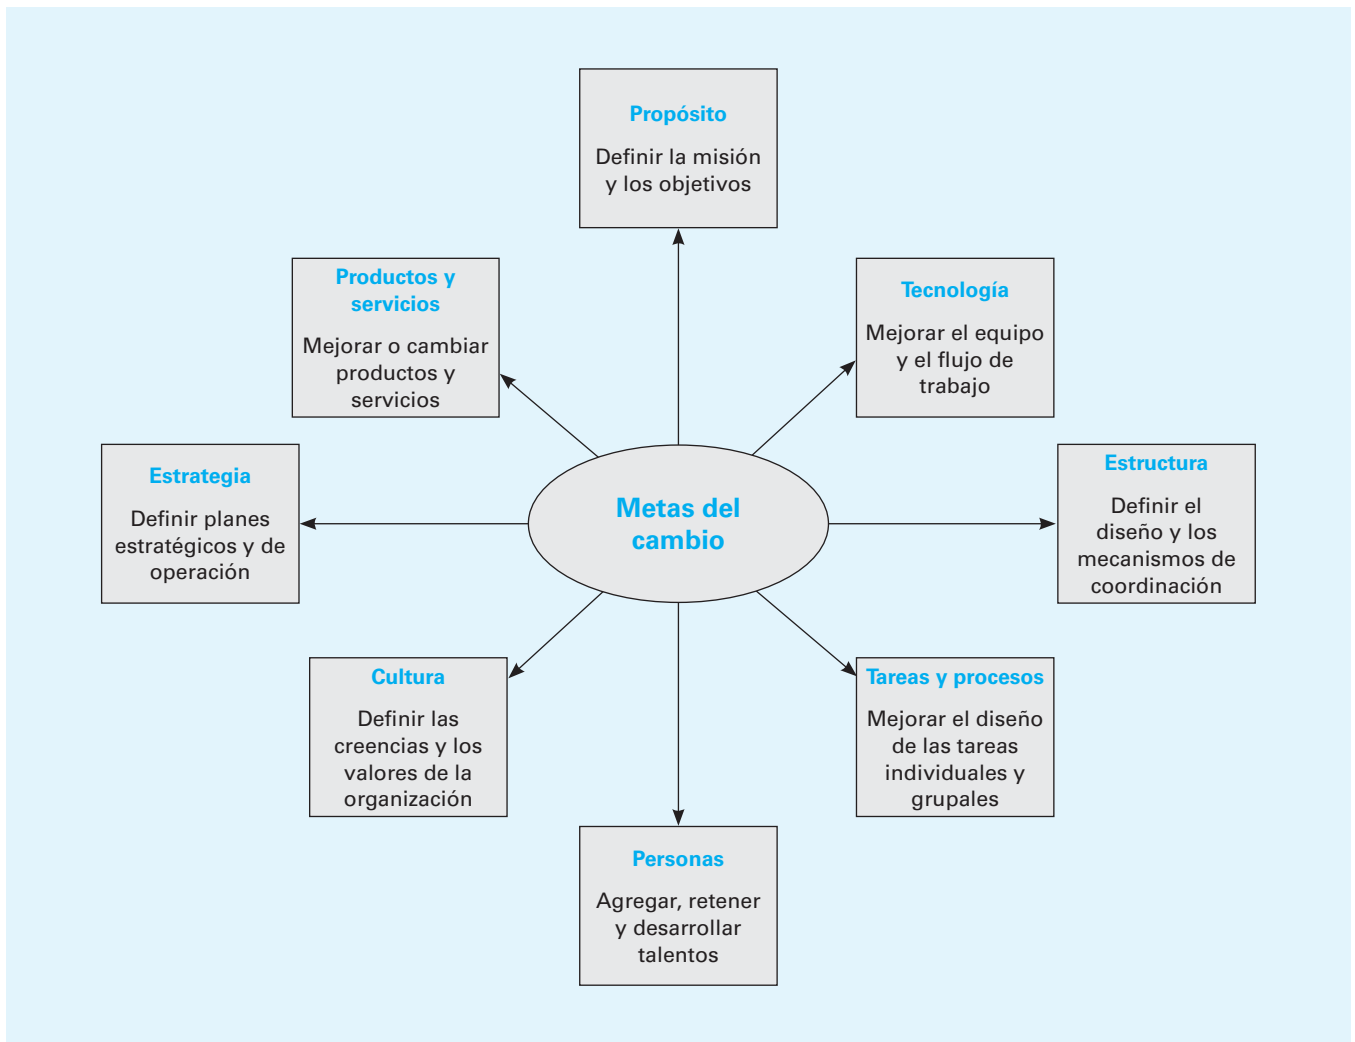 Propósito
Definir la misión
y los objetivos
Productos y
servicios
Mejorar o cambiar
productos y
servicios
Tecnología
Mejorar el equipo
y el flujo de
trabajo
Estrategia
Definir planes
estratégicos y de
operación
Metas del
cambio
Estructura
Definir el
diseño y los
mecanismos de
coordinación
Cultura
Definir las
creencias y los
valores de la
organización
Tareas y procesos
Mejorar el diseño
de las tareas
individuales y
grupales
Personas
Agregar, retener
y desarrollar
talentos